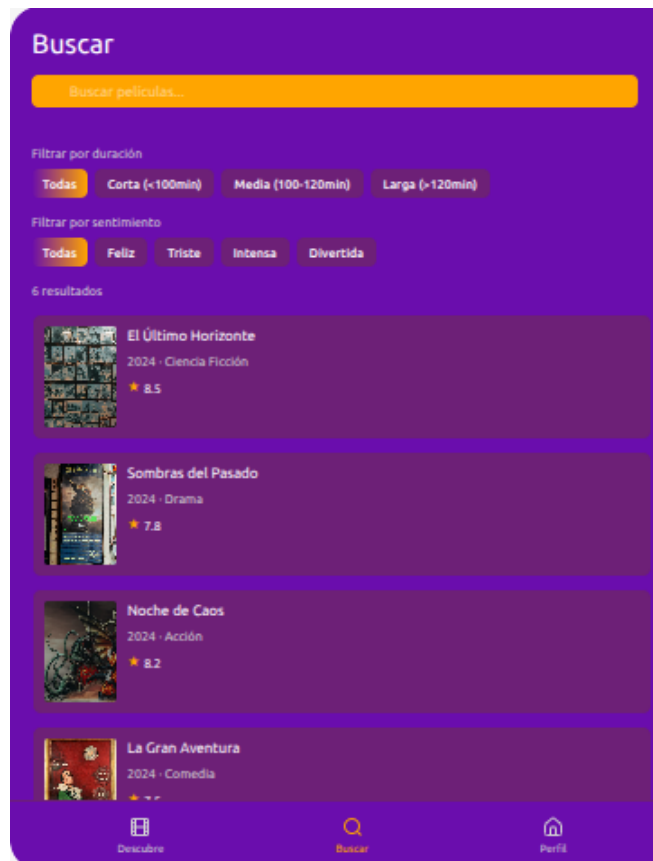 Buscar
Buscar películas...
Filtrar por duración
Todas Corta (<100min) Media (100-120min) Larga (>120min)
Filtrar por sentimiento
Todas Feliz Triste Intensa Divertida
6 resultados
El Último Horizonte
2024 · Ciencia Ficción
★ 8.5
Sombras del Pasado
2024 · Drama
★ 7.8
Noche de Caos
2024 · Acción
★ 8.2
La Gran Aventura
2024 · Comedia
Descubre Buscar Perfil